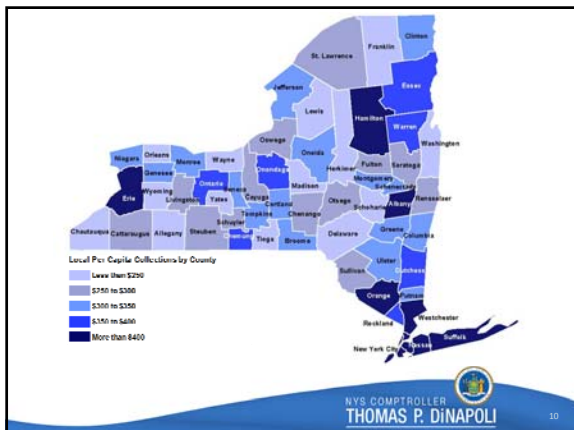 Clinton
Franklin
St. Lawrence
Essex
Jefferson
Lewis
Hamilton
Warren
Washington
Oswego
Oneida
Herkimer
Fulton
Saratoga
Niagara
Orleans
Monroe
Wayne
Genesee
Onondaga
Madison
Montgomery
Schenectady
Rensselaer
Erie
Wyoming
Livingston
Ontario
Yates
Seneca
Cayuga
Cortland
Otsego
Schoharie
Albany
Tompkins
Chenango
Chautauqua
Cattaraugus
Allegany
Steuben
Schuyler
Tioga
Broome
Delaware
Greene
Columbia
Ulster
Dutchess
Sullivan
Orange
Putnam
Rockland
Westchester
New York City
Nassau
Suffolk
Local Per Capita Collections by County
Less than $250
$250 to $300
$300 to $350
$350 to $400
More than $400
NYS COMPTROLLER
THOMAS P. DiNAPOLI
10